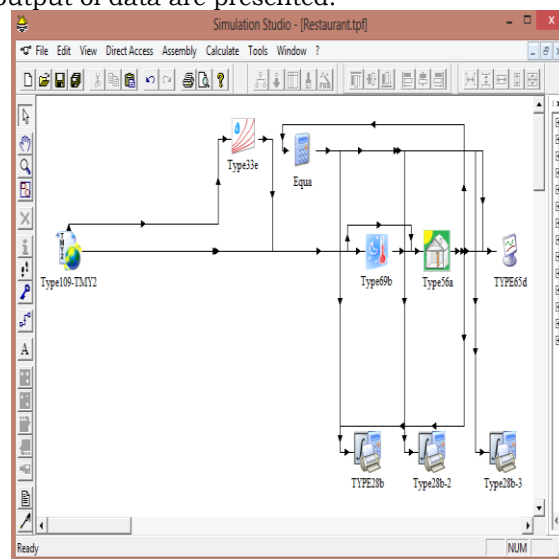 output of data are presented.
Simulation Studio - [Restaurant.tpf]
File Edit View Direct Access Assembly Calculate Tools Window ?
Type33e
Equa
Type109-TMY2
Type69b
Type56a
TYPE65d
TYPE28b
Type28b-2
Type28b-3
Ready
NUM